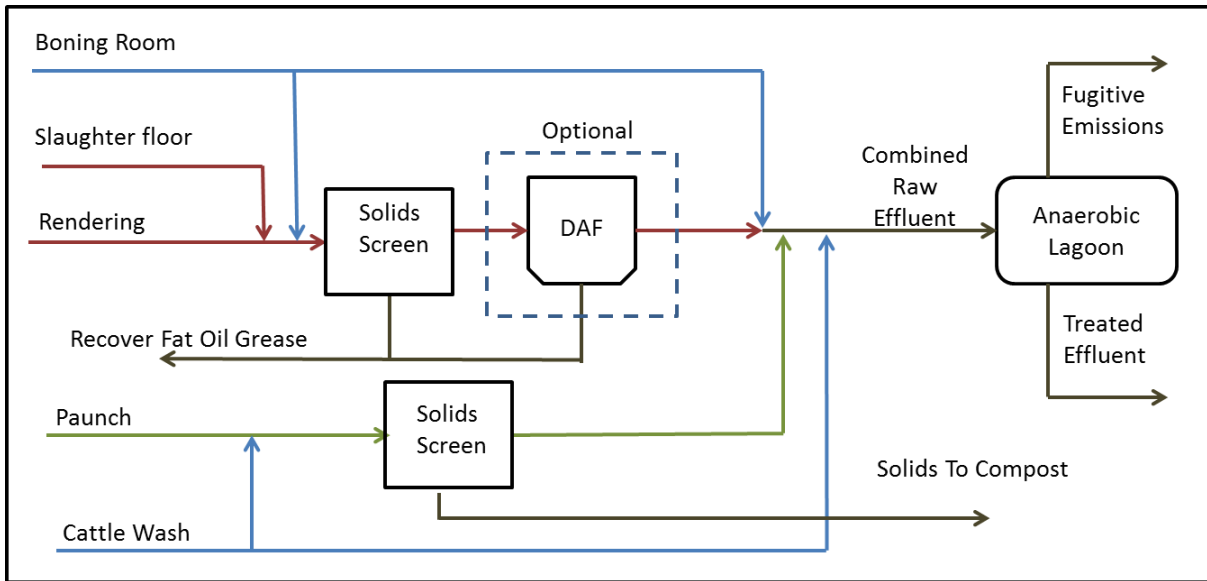 Boning Room
Slaughter floor
Rendering
Solids
Screen
Optional
DAF
Combined
Raw
Effluent
Fugitive
Emissions
Anaerobic
Lagoon
Treated
Effluent
Recover Fat Oil Grease
Paunch
Solids
Screen
Solids To Compost
Cattle Wash